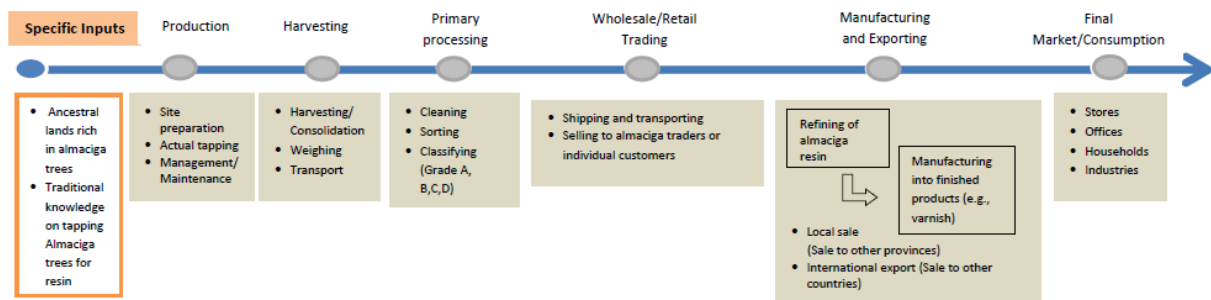 Specific Inputs
Production
Harvesting
Primary
processing
Wholesale/Retail
Trading
Manufacturing
and Exporting
Final
Market/Consumption
• Ancestral
lands rich
in almaciga
trees
• Traditional
knowledge
on tapping
Almaciga
trees for
resin
• Site
preparation
• Actual tapping
• Management/
Maintenance
• Harvesting/
Consolidation
• Weighing
• Transport
• Cleaning
• Sorting
• Classifying
(Grade A,
B,C,D)
• Shipping and transporting
• Selling to almaciga traders or
individual customers
Refining of
almaciga
resin
Manufacturing
into finished
products (e.g.,
varnish)
• Local sale
(Sale to other provinces)
• International export (Sale to other
countries)
• Stores
• Offices
• Households
• Industries